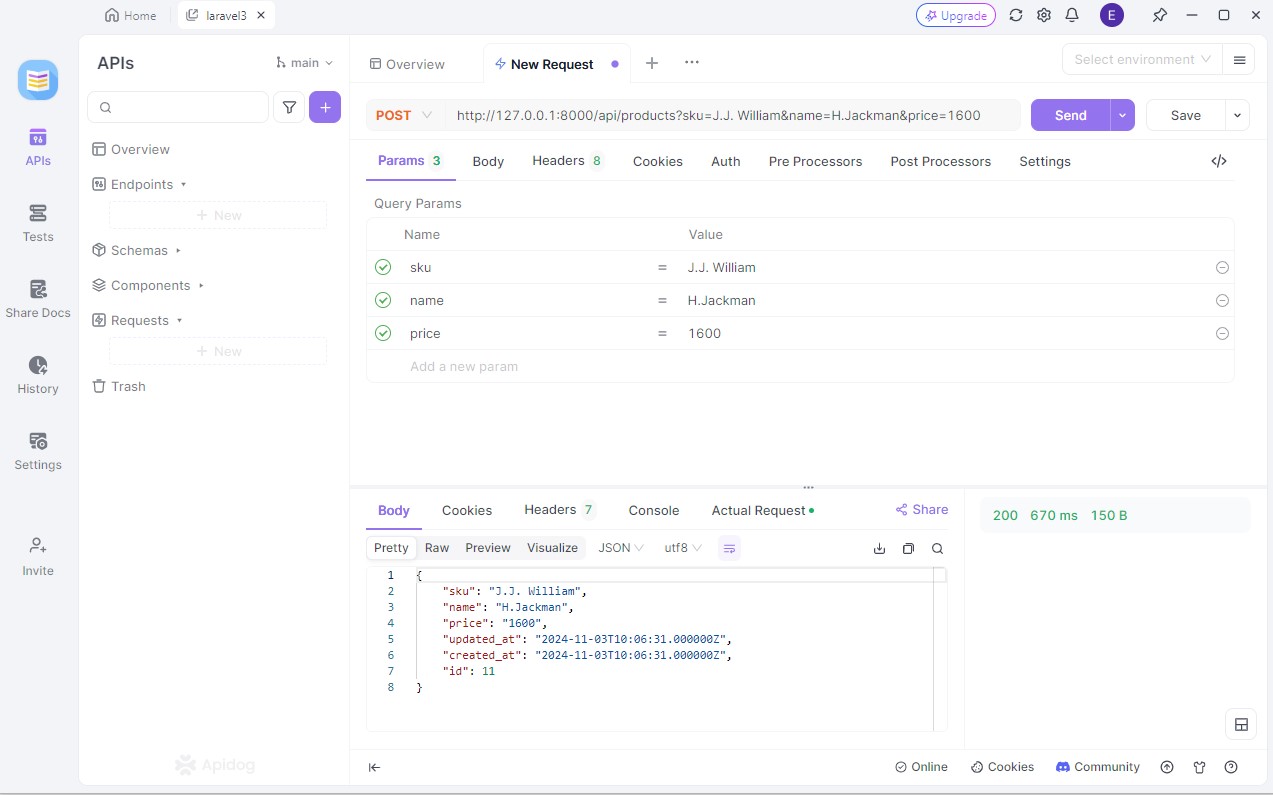 Home laravel3 Upgrade E
APIs main
Overview New Request Select environment
POST http://127.0.0.1:8000/api/products?sku=J.J. William&name=H.Jackman&price=1600 Send Save
Params 3 Body Headers 8 Cookies Auth Pre Processors Post Processors Settings </>
APIs
Tests
Share Docs
History
Settings
Invite
Overview
Endpoints
+ New
Schemas
Components
Requests
+ New
Trash
Apidog
Query Params
Name Value
sku = J.J. William
name = H.Jackman
price = 1600
Add a new param
Body Cookies Headers 7 Console Actual Request Share
200 670 ms 150 B
Pretty Raw Preview Visualize JSON utf8
1 {
2 "sku": "J.J. William",
3 "name": "H.Jackman",
4 "price": "1600",
5 "updated_at": "2024-11-03T10:06:31.000000Z",
6 "created_at": "2024-11-03T10:06:31.000000Z",
7 "id": 11
8 }
Online Cookies Community